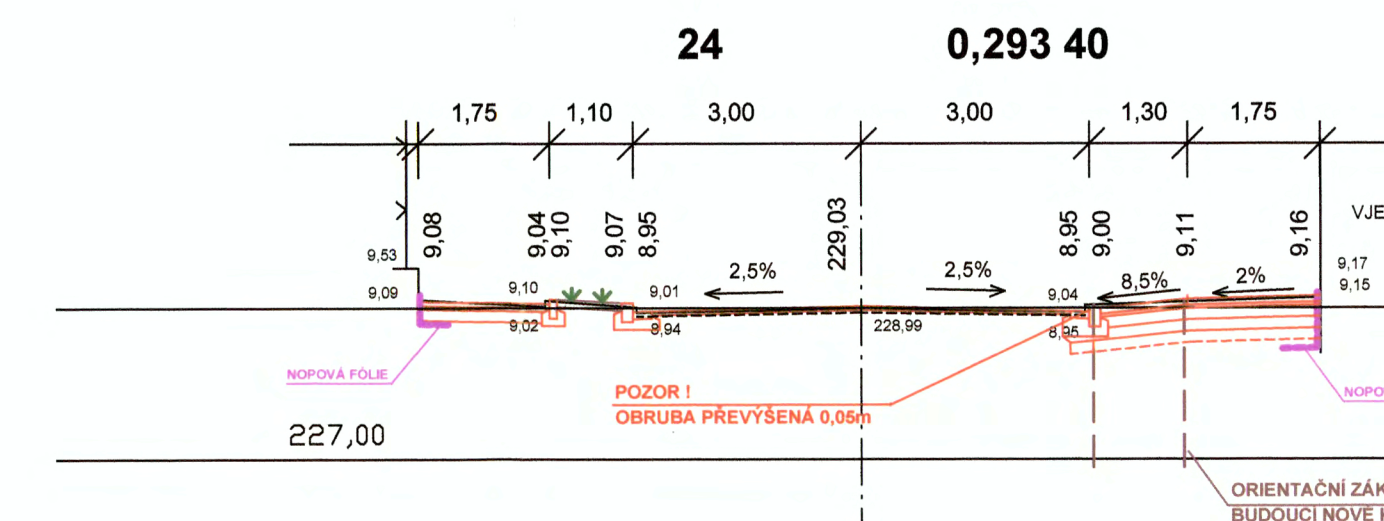 24 0,293 40
1,75 1,10 3,00 3,00 1,30 1,75
9,08 9,04 9,10 9,07 8,95 229,03 8,95 9,00 9,11 9,16
VJE
9,53
9,17
2,5% 2,5% 8,5% 2%
9,09 9,10 9,01 9,04 9,15
9,02 8,94 228,99 8,95
NOPOVÁ FÓLIE
POZOR !
OBRUBA PŘEVÝŠENÁ 0,05m
NOPO
227,00
ORIENTAČNÍ ZÁK
BUDOUCÍ NOVÉ